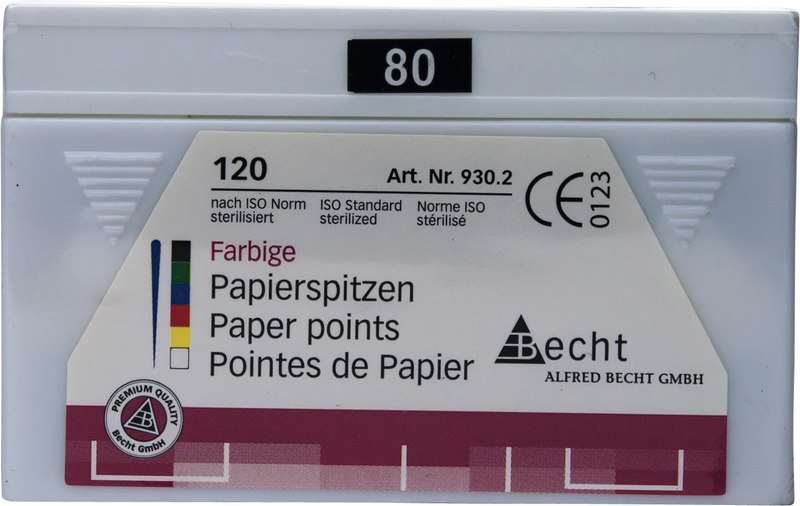 80
120 Art. Nr. 930.2
nach ISO Norm sterilisiert
ISO Standard sterilized
Norme ISO stérilisé
CE 0123
Farbige
Papierspitzen
Paper points
Pointes de Papier
Becht
ALFRED BECHT GMBH
PREMIUM QUALITY
B
Becht GmbH